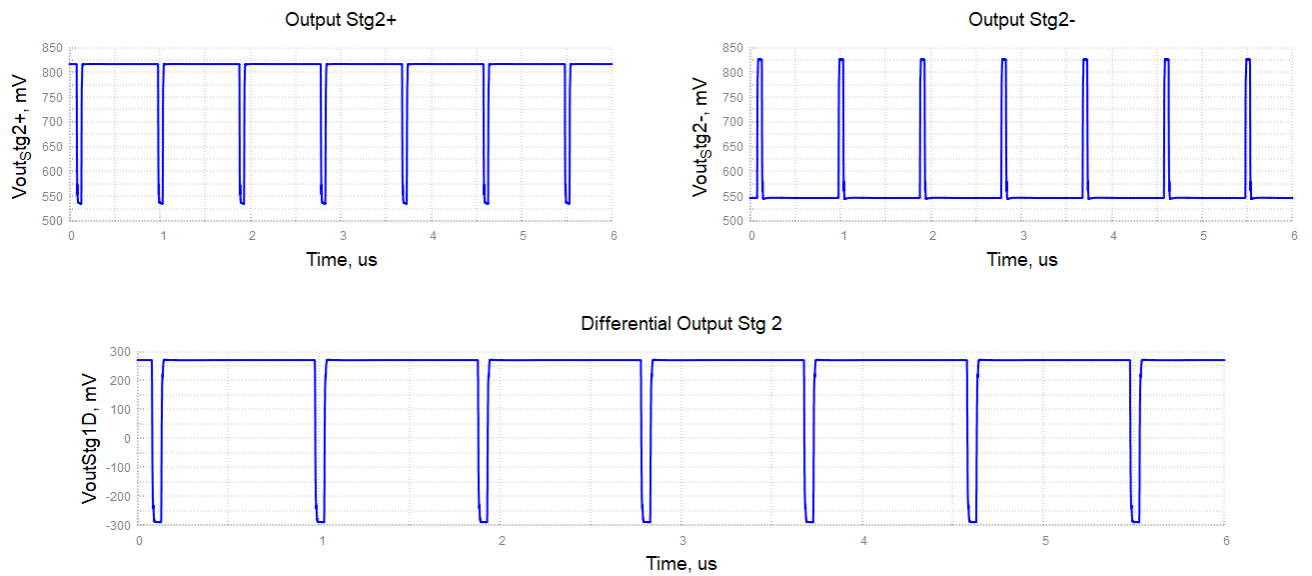 Output Stg2+
850
800
750
700
650
600
550
500
Vout_Stg2+, mV
0 1 2 3 4 5 6
Time, us
Output Stg2-
850
800
750
700
650
600
550
500
Vout_Stg2-, mV
0 1 2 3 4 5 6
Time, us
Differential Output Stg 2
300
200
100
0
-100
-200
-300
VoutStg1D, mV
0 1 2 3 4 5 6
Time, us